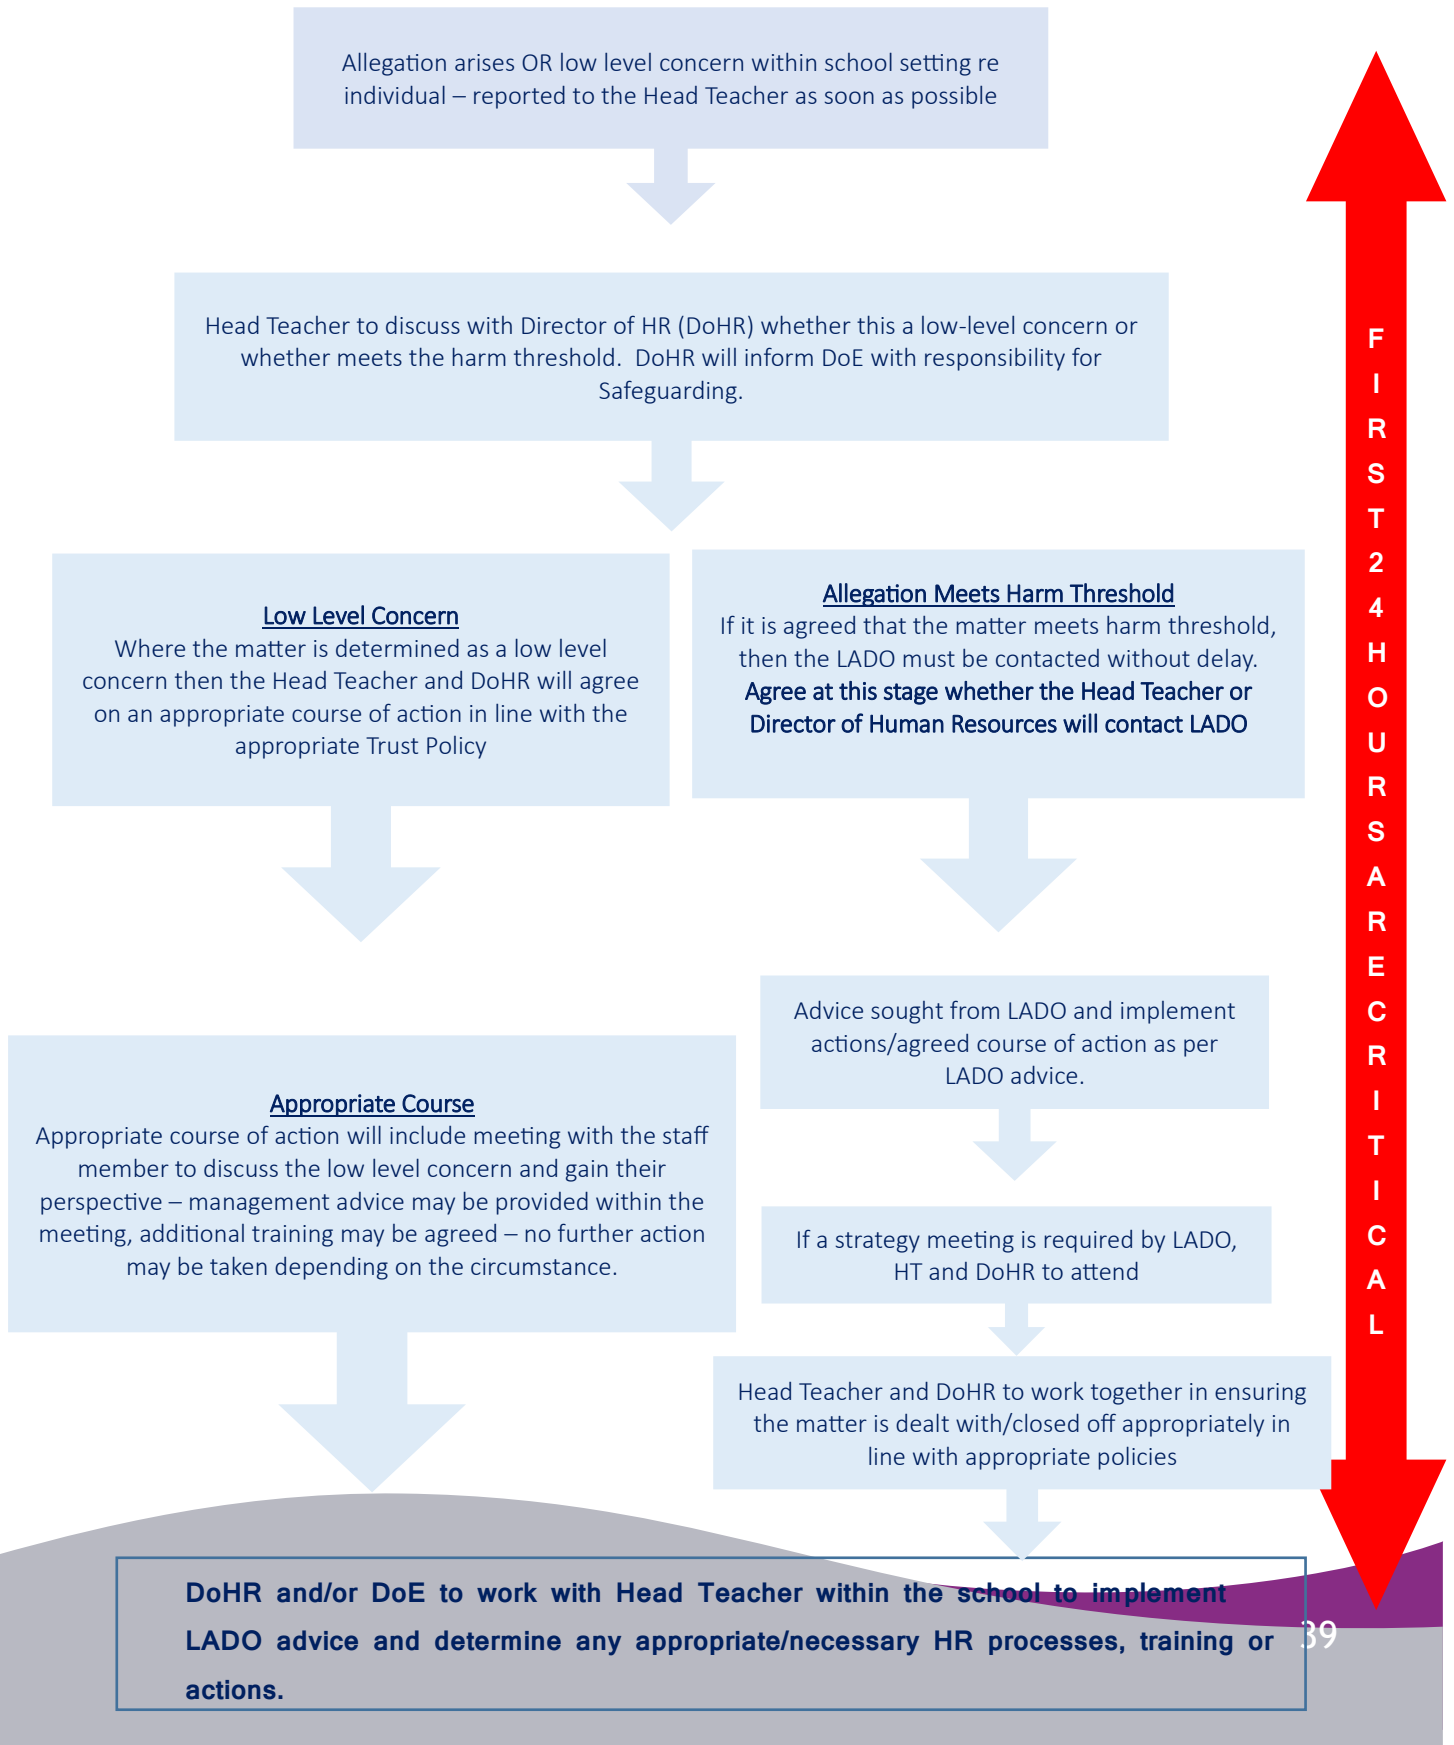 Allegation arises OR low level concern within school setting re
individual – reported to the Head Teacher as soon as possible
Head Teacher to discuss with Director of HR (DoHR) whether this a low-level concern or
whether meets the harm threshold.  DoHR will inform DoE with responsibility for
Safeguarding.
Low Level Concern
Where the matter is determined as a low level
concern then the Head Teacher and DoHR will agree
on an appropriate course of action in line with the
appropriate Trust Policy
Allegation Meets Harm Threshold
If it is agreed that the matter meets harm threshold,
then the LADO must be contacted without delay.
Agree at this stage whether the Head Teacher or
Director of Human Resources will contact LADO
Appropriate Course
Appropriate course of action will include meeting with the staff
member to discuss the low level concern and gain their
perspective – management advice may be provided within the
meeting, additional training may be agreed – no further action
may be taken depending on the circumstance.
Advice sought from LADO and implement
actions/agreed course of action as per
LADO advice.
If a strategy meeting is required by LADO,
HT and DoHR to attend
Head Teacher and DoHR to work together in ensuring
the matter is dealt with/closed off appropriately in
line with appropriate policies
DoHR and/or DoE to work with Head Teacher within the school to implement
LADO advice and determine any appropriate/necessary HR processes, training or
actions.
F
I
R
S
T
2
4
H
O
U
R
S
A
R
E
C
R
I
T
I
C
A
L
39